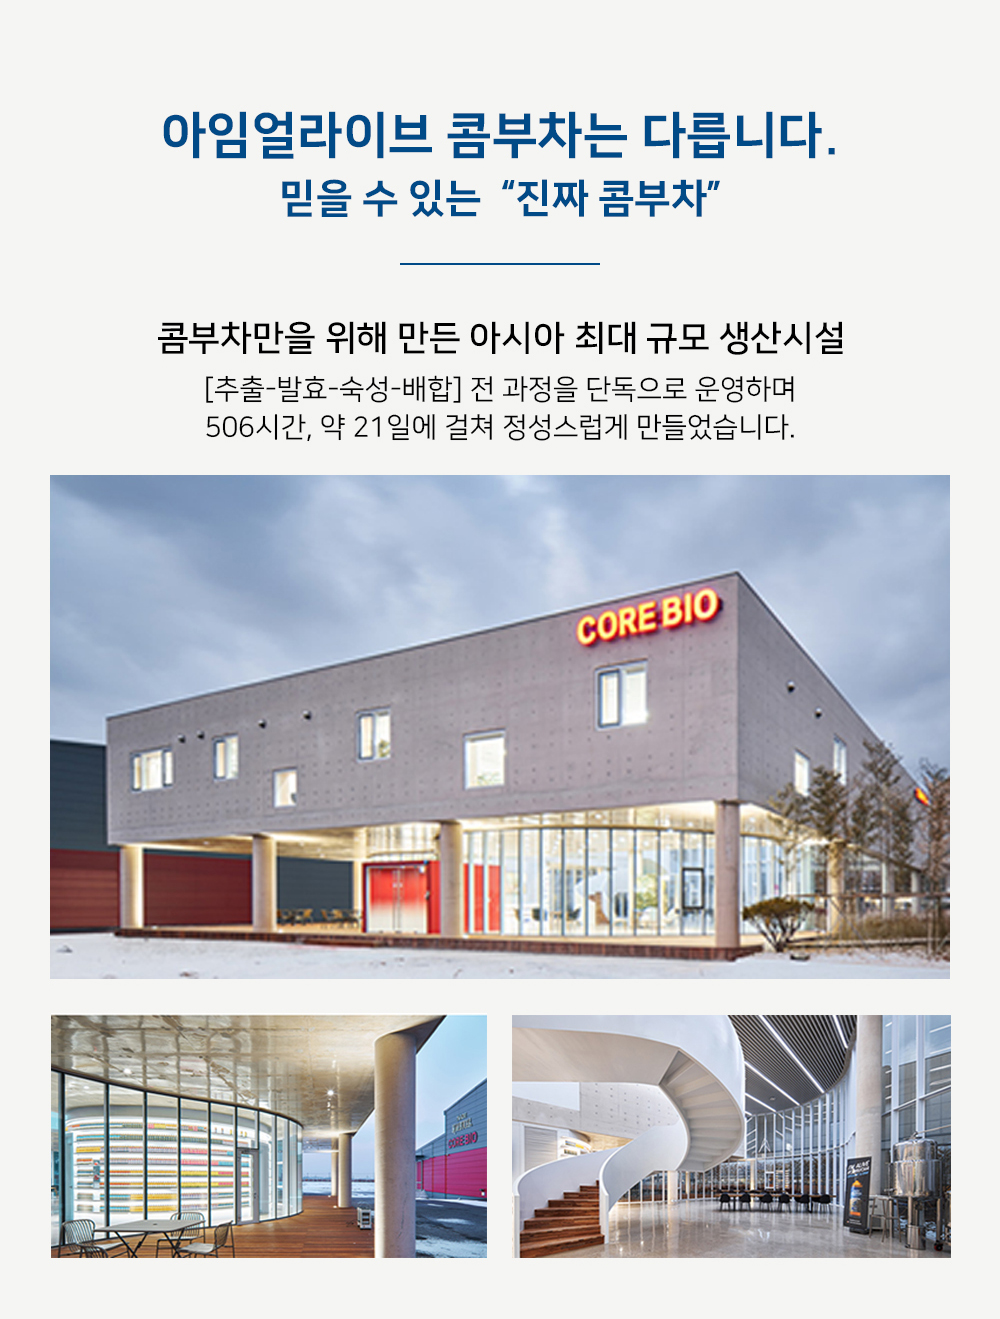 아임얼라이브 콤부차는 다릅니다.
믿을 수 있는 “진짜 콤부차”
콤부차만을 위해 만든 아시아 최대 규모 생산시설
[추출-발효-숙성-배합] 전 과정을 단독으로 운영하며
506시간, 약 21일에 걸쳐 정성스럽게 만들었습니다.
CORE BIO
CORE BIO